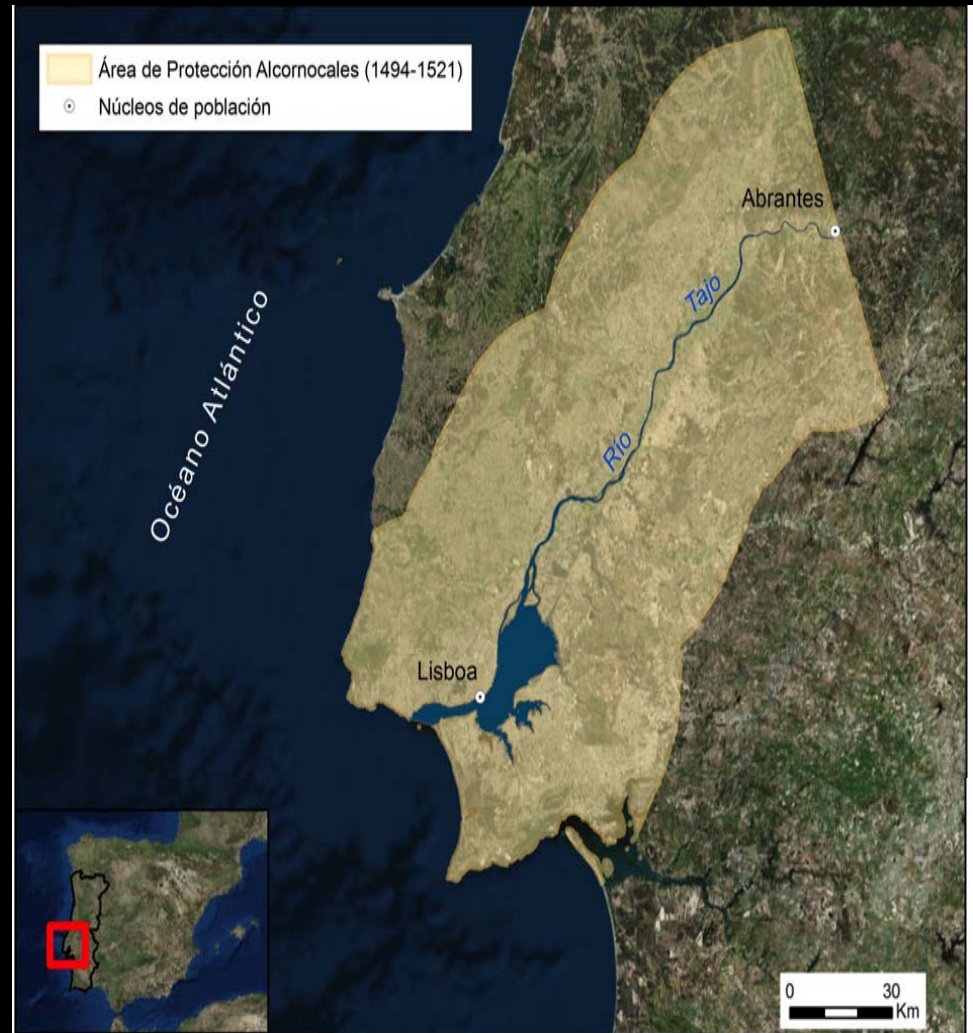 Área de Protección Alcornocales (1494-1521)
Núcleos de población
Abrantes
Río Tajo
Océano Atlántico
Lisboa
0 30
Km